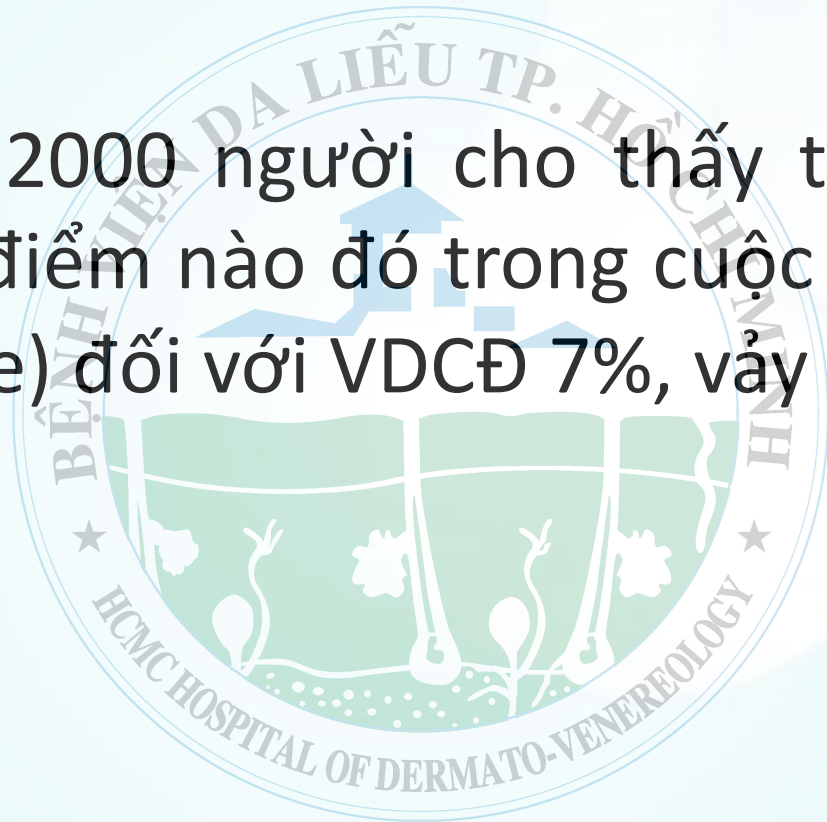 BỆNH VIỆN DA LIỄU TP. HỒ CHÍ MINH
2000 người cho thấy t
điểm nào đó trong cuộc
e) đối với VDCĐ 7%, vảy
HCMC HOSPITAL OF DERMATO-VENEREOLOGY